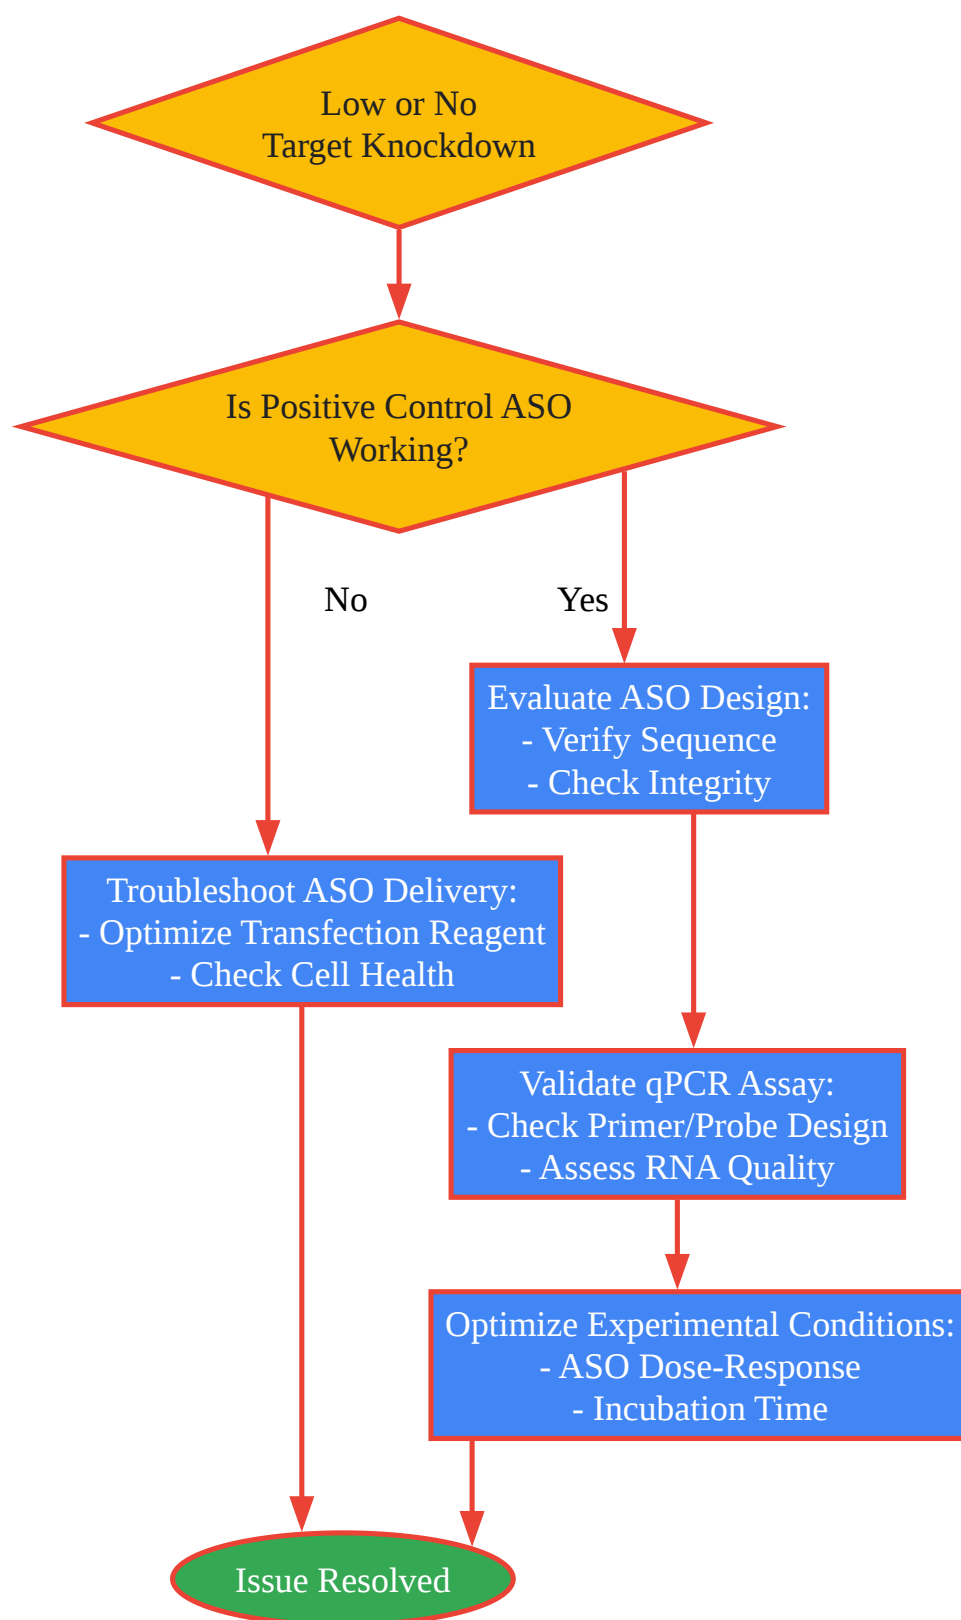 Low or No
Target Knockdown
Is Positive Control ASO
Working?
No
Yes
Evaluate ASO Design:
- Verify Sequence
- Check Integrity
Troubleshoot ASO Delivery:
- Optimize Transfection Reagent
- Check Cell Health
Validate qPCR Assay:
- Check Primer/Probe Design
- Assess RNA Quality
Optimize Experimental Conditions:
- ASO Dose-Response
- Incubation Time
Issue Resolved